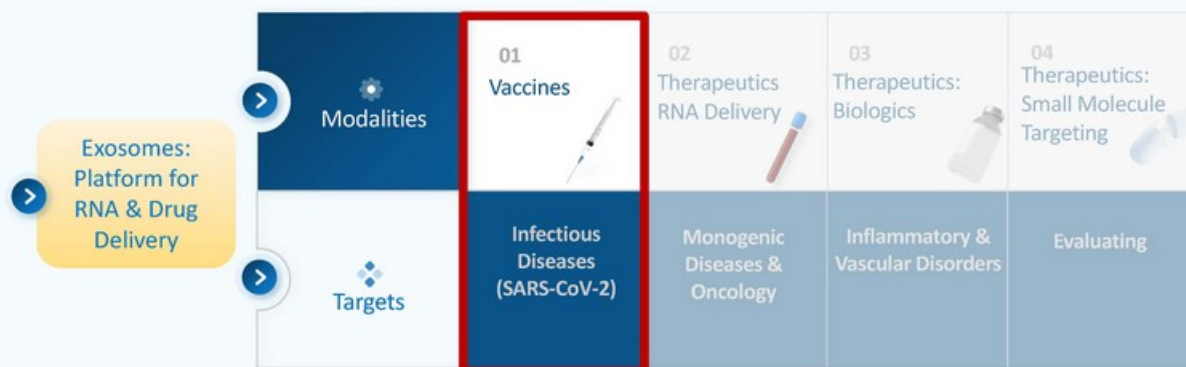 Exosomes:
Platform for
RNA & Drug
Delivery
Modalities
01
Vaccines
02
Therapeutics
RNA Delivery
03
Therapeutics:
Biologics
04
Therapeutics:
Small Molecule
Targeting
Targets
Infectious
Diseases
(SARS-CoV-2)
Monogenic
Diseases &
Oncology
Inflammatory &
Vascular Disorders
Evaluating